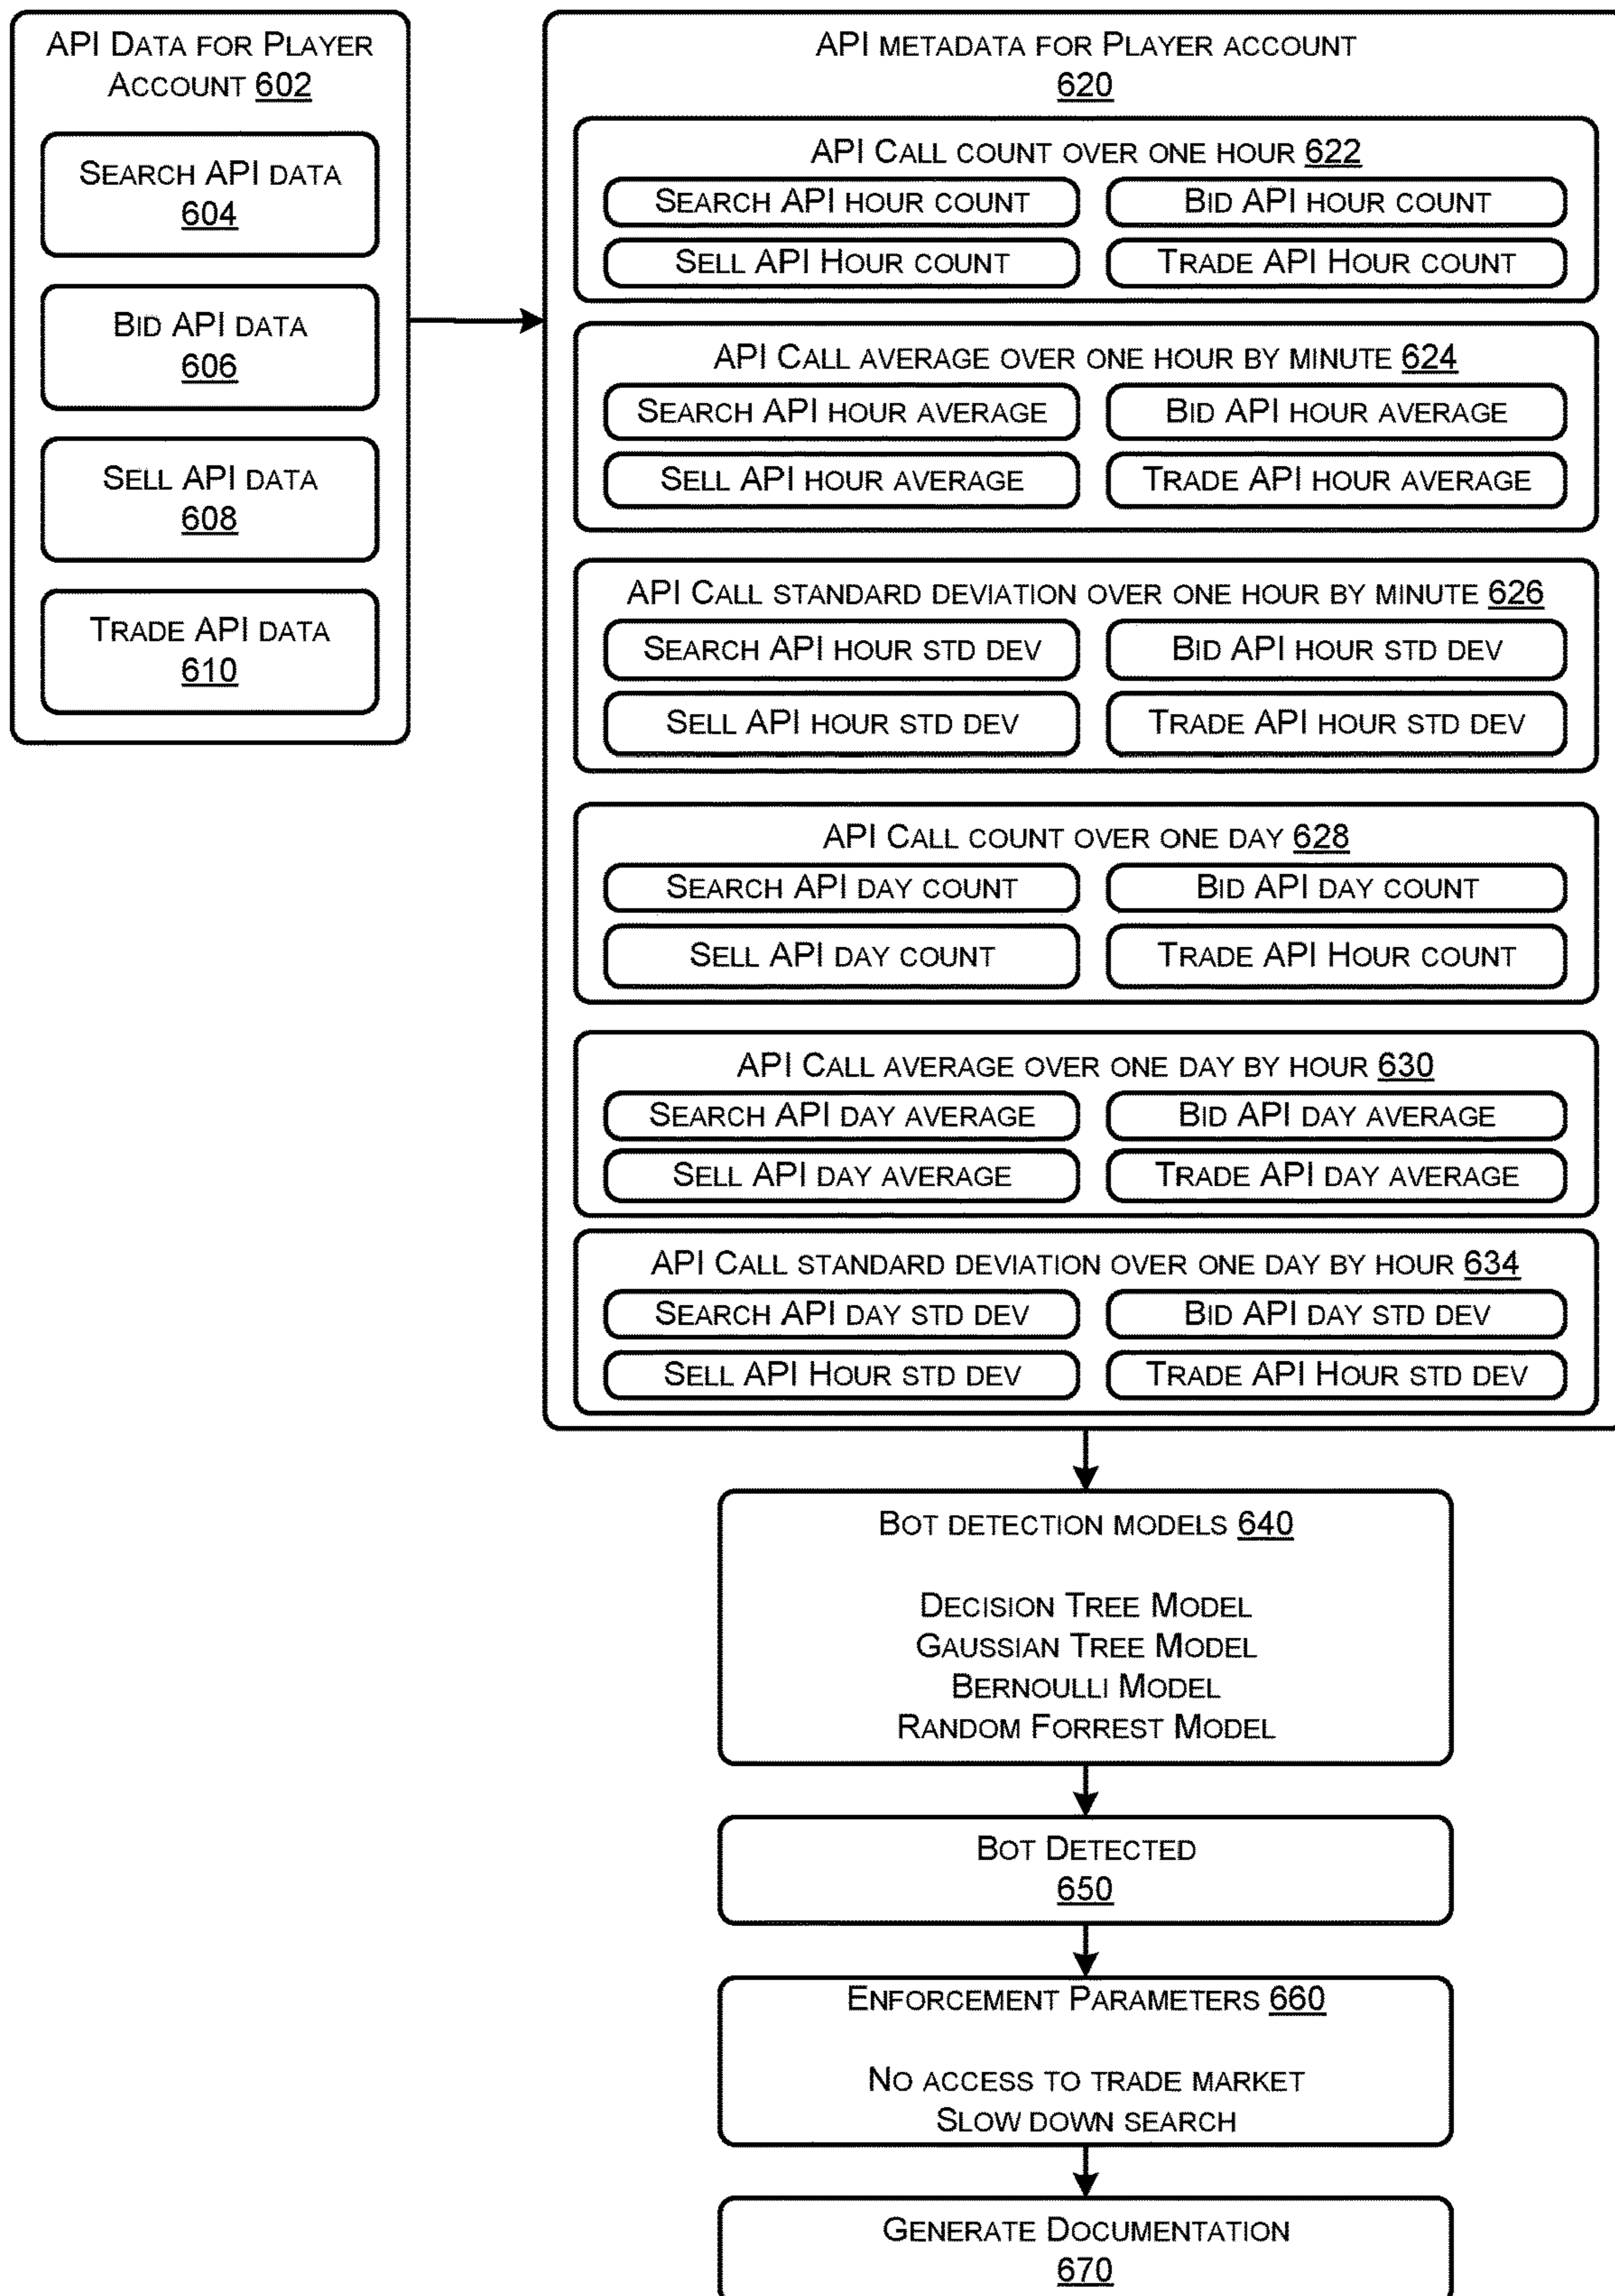 API Data for Player
Account 602
Search API data
604
Bid API data
606
Sell API data
608
Trade API data
610
API metadata for Player account
620
API Call count over one hour 622
Search API hour count
Bid API hour count
Sell API Hour count
Trade API Hour count
API Call average over one hour by minute 624
Search API hour average
Bid API hour average
Sell API hour average
Trade API hour average
API Call standard deviation over one hour by minute 626
Search API hour std dev
Bid API hour std dev
Sell API hour std dev
Trade API hour std dev
API Call count over one day 628
Search API day count
Bid API day count
Sell API day count
Trade API Hour count
API Call average over one day by hour 630
Search API day average
Bid API day average
Sell API day average
Trade API day average
API Call standard deviation over one day by hour 634
Search API day std dev
Bid API day std dev
Sell API Hour std dev
Trade API Hour std dev
Bot detection models 640
Decision Tree Model
Gaussian Tree Model
Bernoulli Model
Random Forrest Model
Bot Detected
650
Enforcement Parameters 660
No access to trade market
Slow down search
Generate Documentation
670